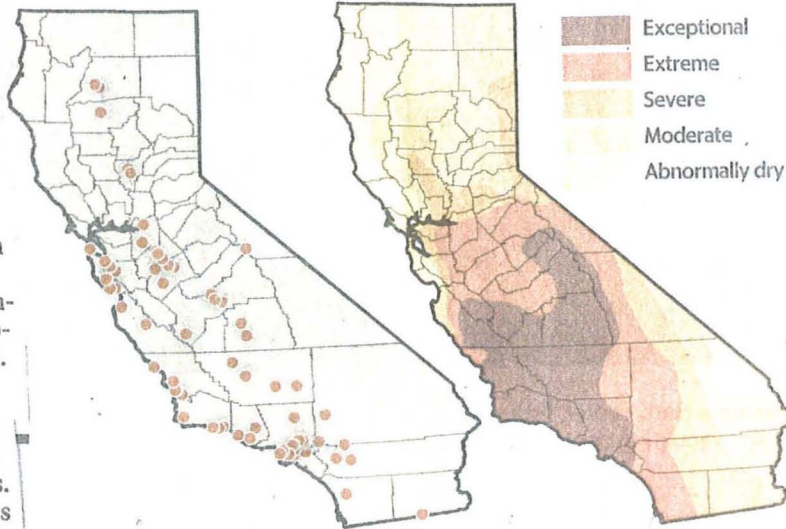 Exceptional
Extreme
Severe
Moderate
Abnormally dry
a-
s